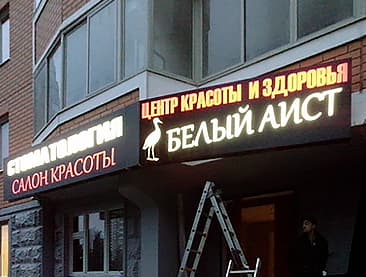 СТОМАТОЛОГИЯ
САЛОН КРАСОТЫ
ЦЕНТР КРАСОТЫ И ЗДОРОВЬЯ
БЕЛЫЙ АИСТ